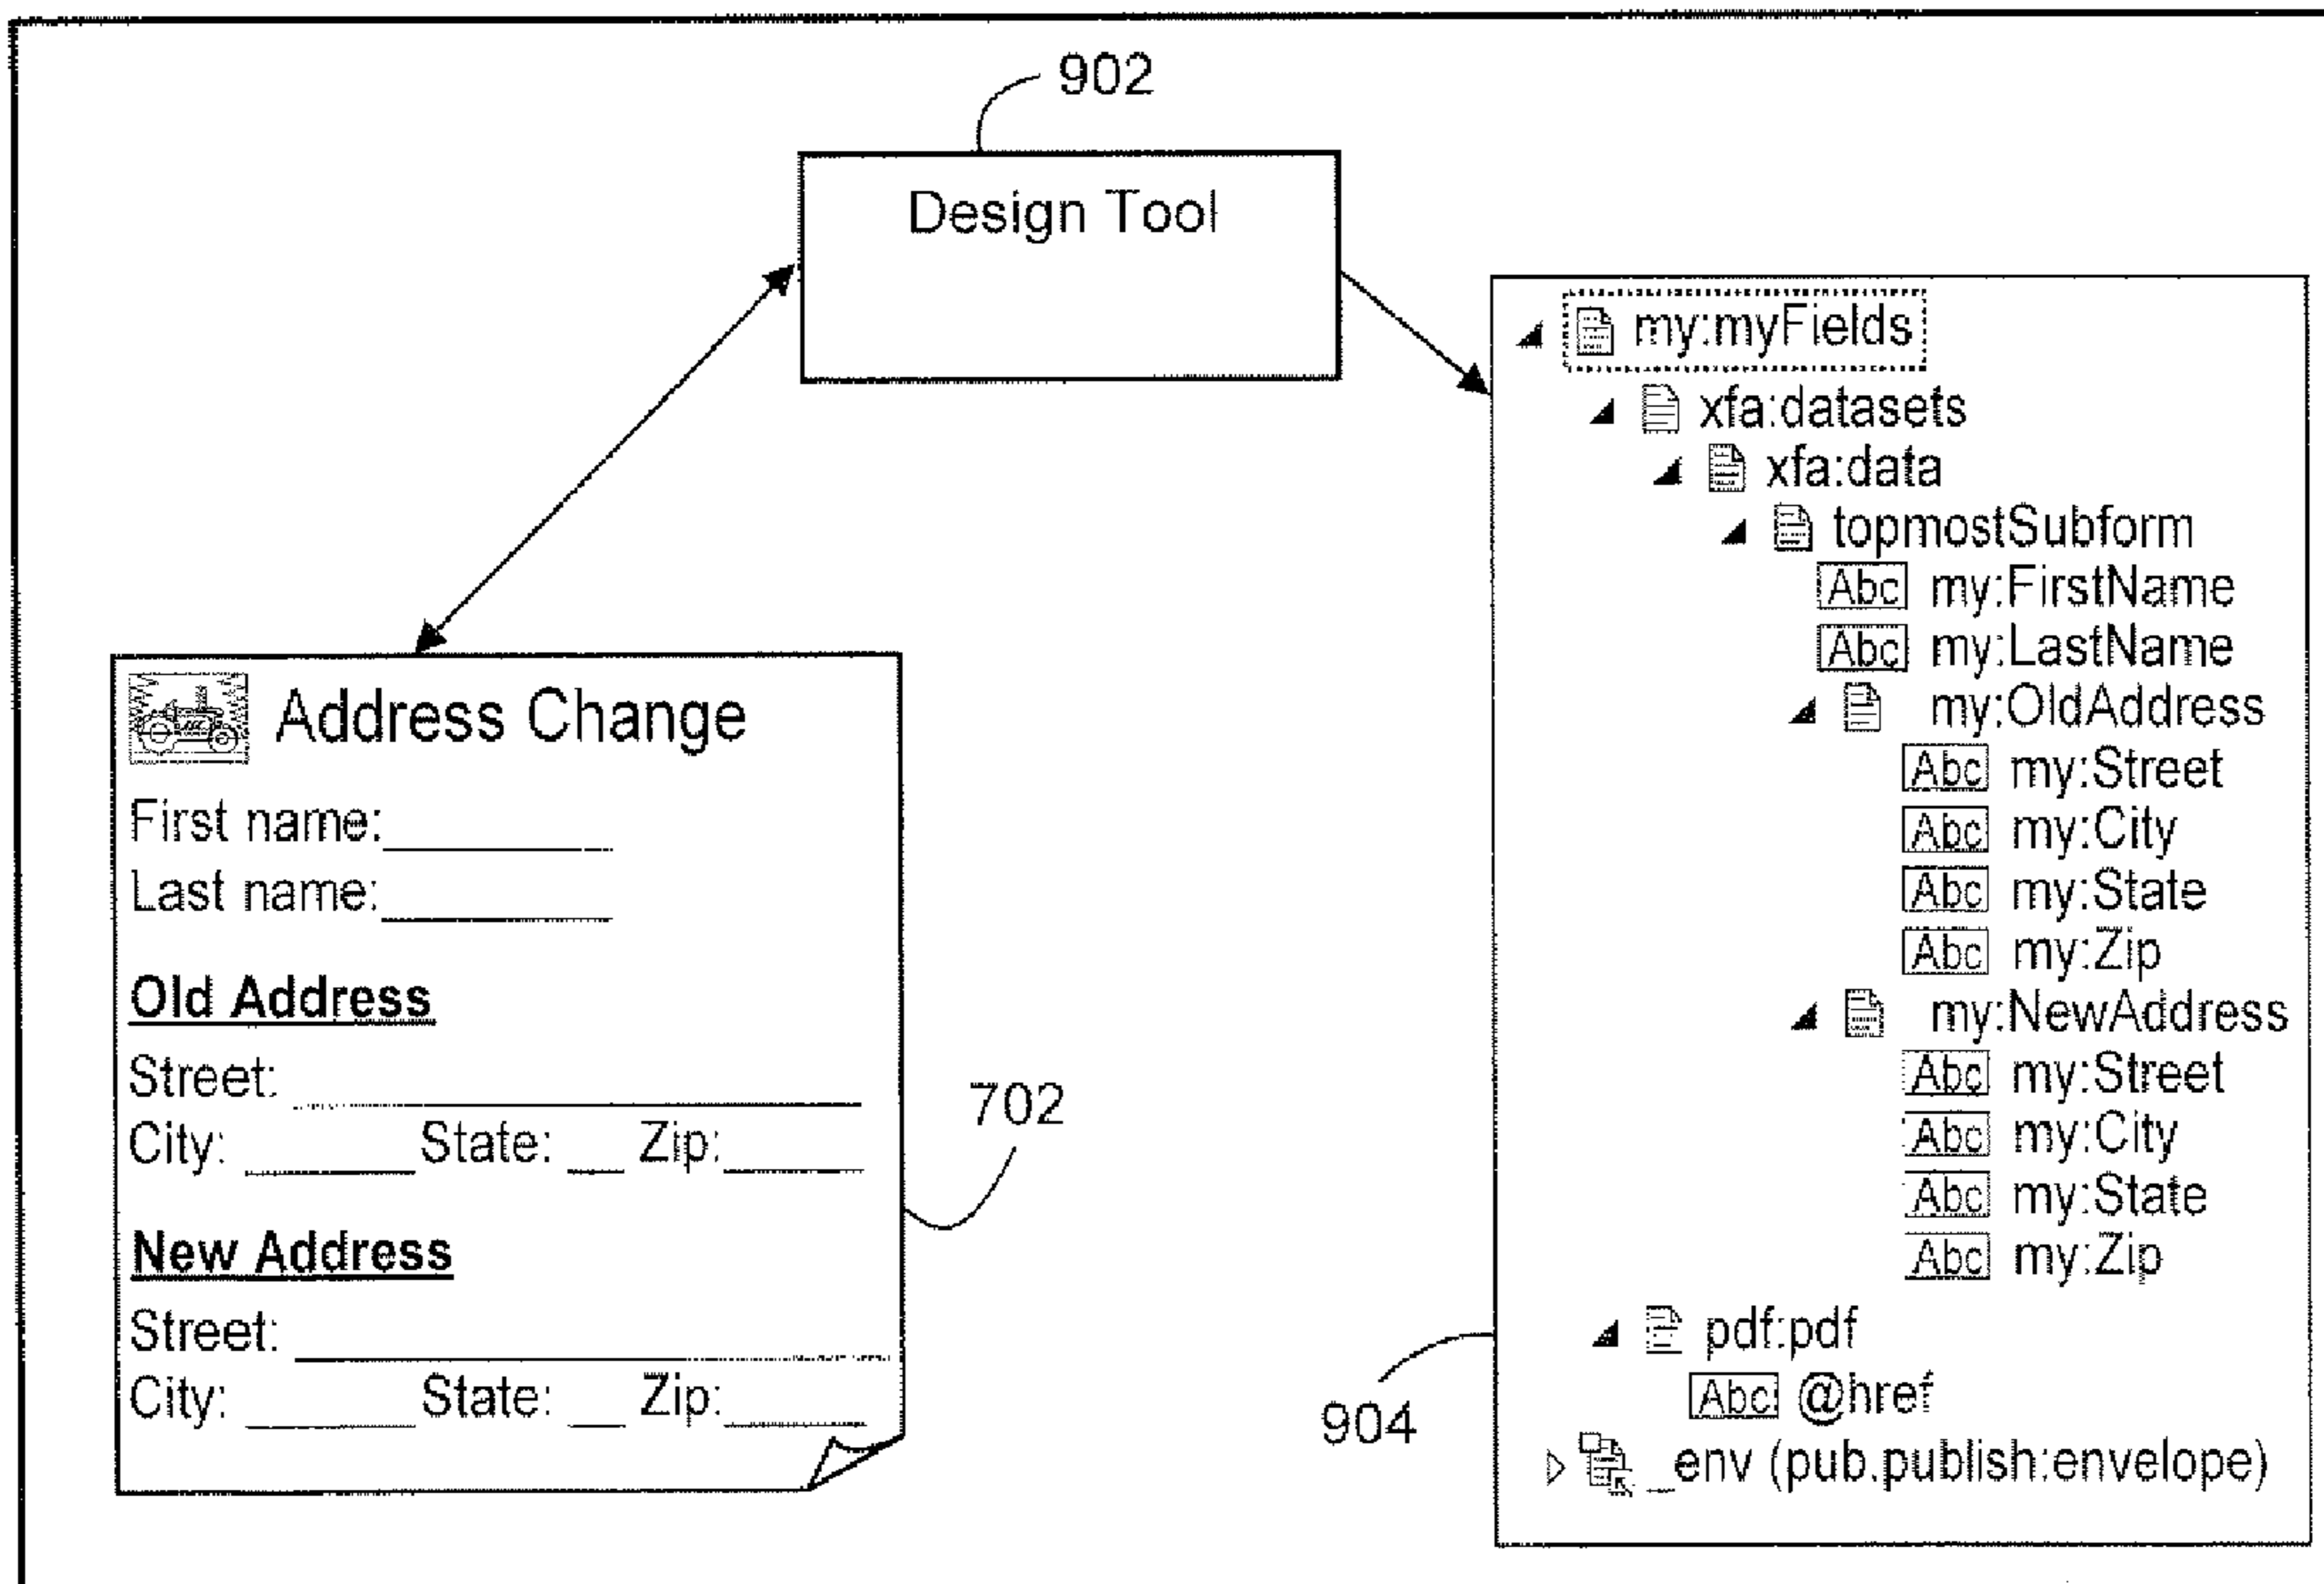 902
Design Tool
my:myFields
xfa:datasets
xfa:data
topmostSubform
Abc my:FirstName
Abc my:LastName
my:OldAddress
Abc my:Street
Abc my:City
Abc my:State
Abc my:Zip
my:NewAddress
Abc my:Street
Abc my:City
Abc my:State
Abc my:Zip
pdf:pdf
Abc @href
_env (pub.publish:envelope)
904
Address Change
First name:
Last name:
Old Address
Street:
City: State: Zip:
New Address
Street:
City: State: Zip:
702